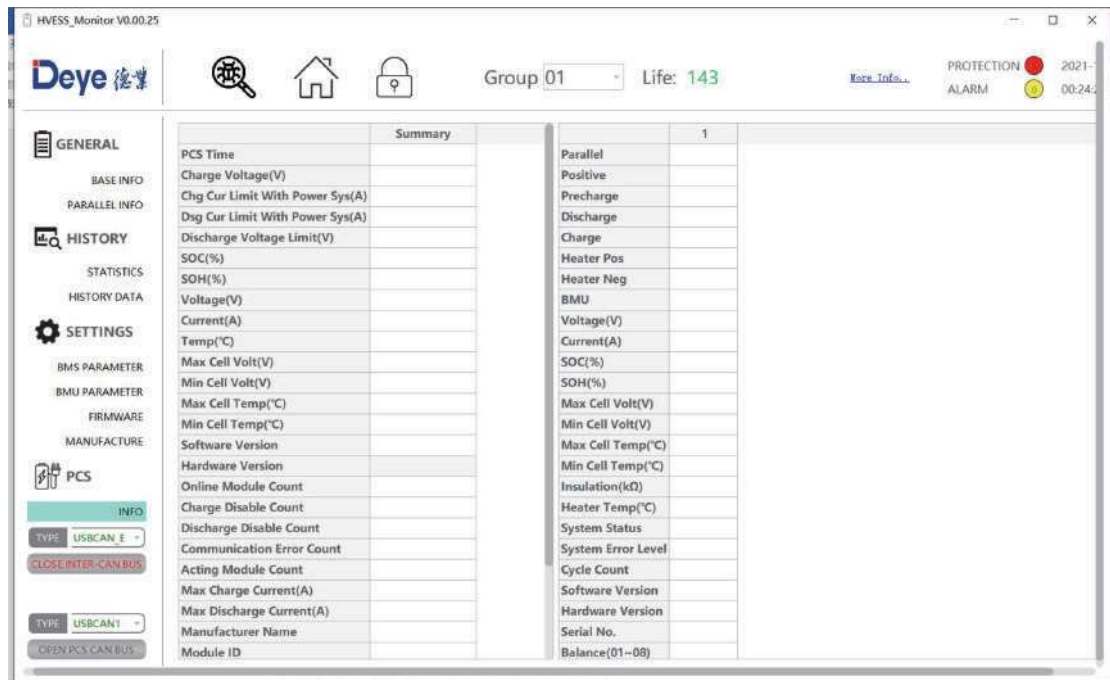 HVESS_Monitor V0.00.25
Deye 德業
Group 01 Life: 143
More Info...
PROTECTION
2021-
ALARM
00:24:
GENERAL
BASE INFO
PARALLEL INFO
HISTORY
STATISTICS
HISTORY DATA
SETTINGS
BMS PARAMETER
BMU PARAMETER
FIRMWARE
MANUFACTURE
PCS
INFO
TYPE USBCAN_E
CLOSE INTER-CAN BUS
TYPE USBCAN1
OPEN PCS CAN BUS
Summary
PCS Time
Charge Voltage(V)
Chg Cur Limit With Power Sys(A)
Dsg Cur Limit With Power Sys(A)
Discharge Voltage Limit(V)
SOC(%)
SOH(%)
Voltage(V)
Current(A)
Temp(℃)
Max Cell Volt(V)
Min Cell Volt(V)
Max Cell Temp(℃)
Min Cell Temp(℃)
Software Version
Hardware Version
Online Module Count
Charge Disable Count
Discharge Disable Count
Communication Error Count
Acting Module Count
Max Charge Current(A)
Max Discharge Current(A)
Manufacturer Name
Module ID
1
Parallel
Positive
Precharge
Discharge
Charge
Heater Pos
Heater Neg
BMU
Voltage(V)
Current(A)
SOC(%)
SOH(%)
Max Cell Volt(V)
Min Cell Volt(V)
Max Cell Temp(℃)
Min Cell Temp(℃)
Insulation(kΩ)
Heater Temp(℃)
System Status
System Error Level
Cycle Count
Software Version
Hardware Version
Serial No.
Balance(01~08)